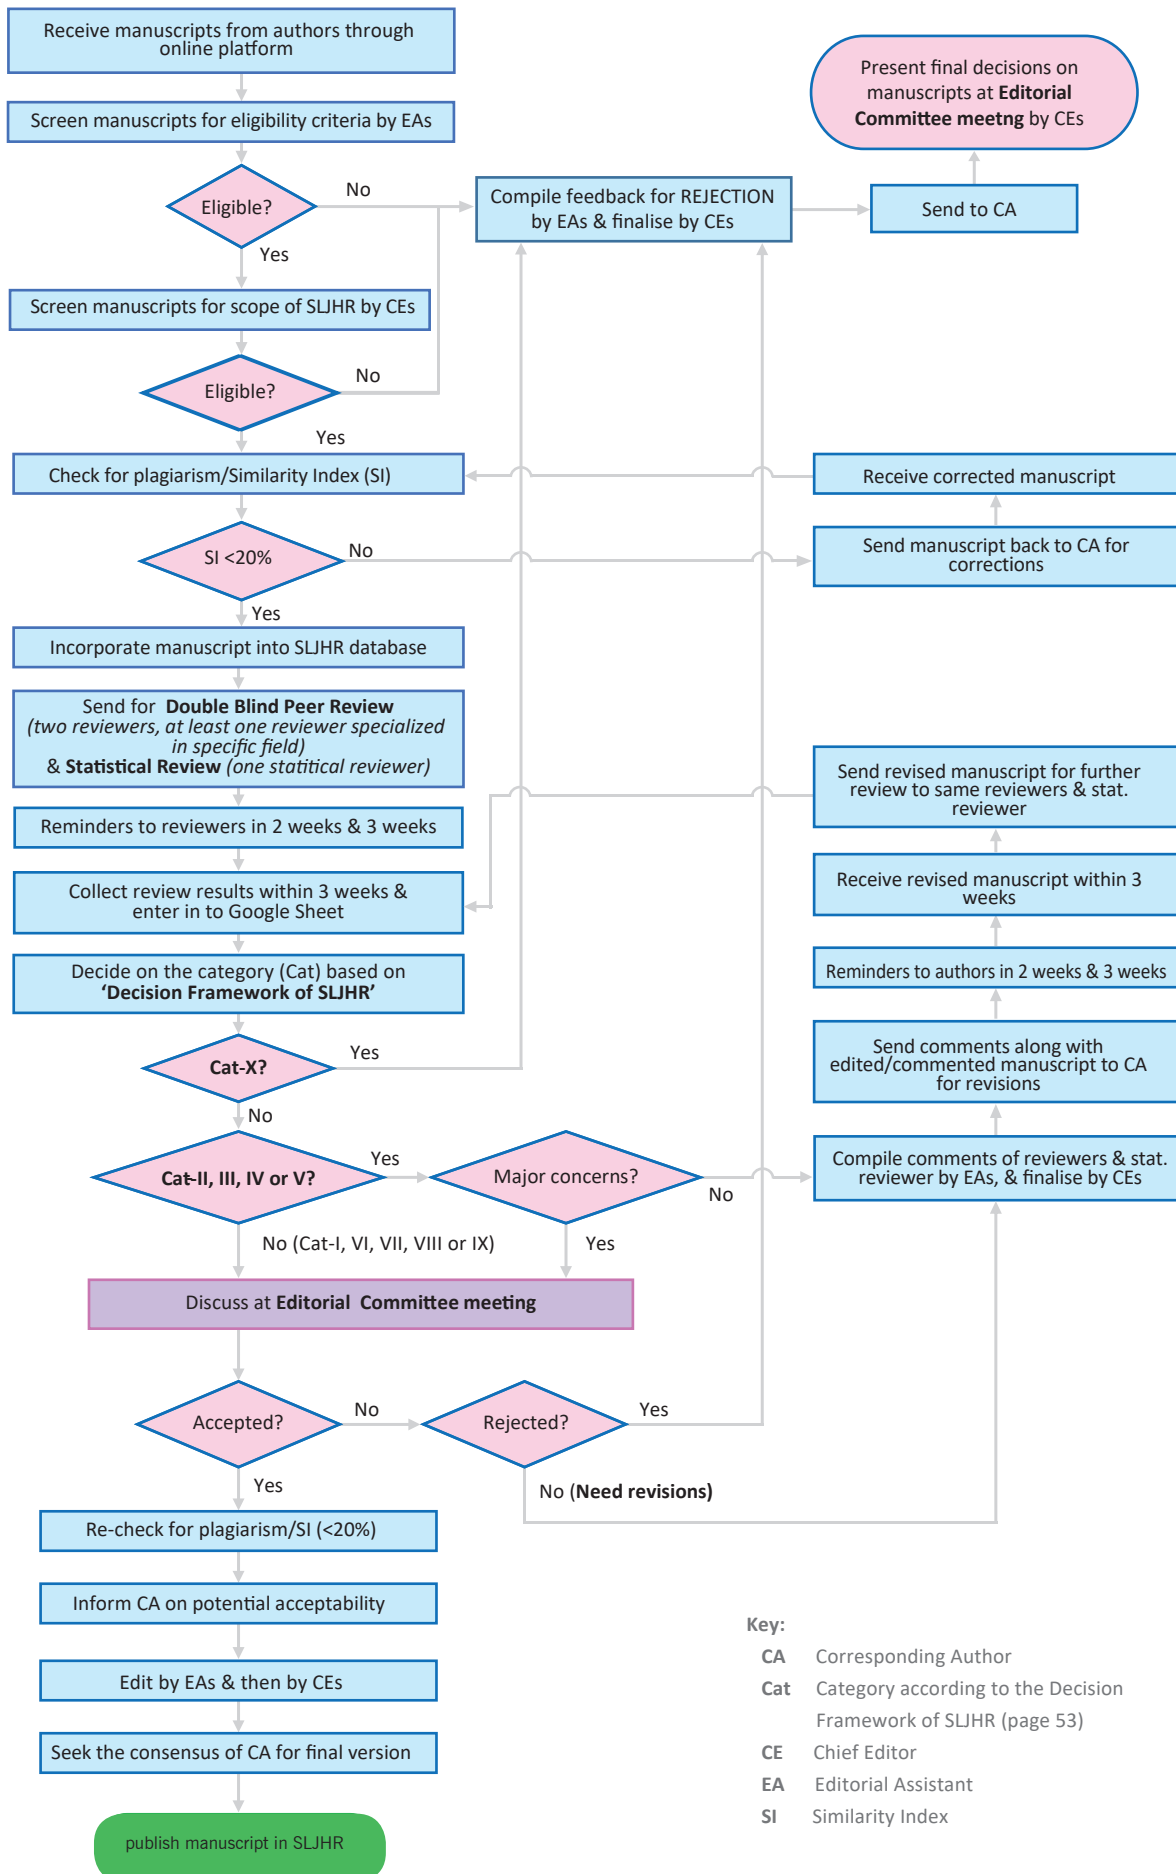 Receive manuscripts from authors through
online platform
Present final decisions on
manuscripts at Editorial
Committee meetng by CEs
Screen manuscripts for eligibility criteria by EAs
Eligible?
No
Yes
Compile feedback for REJECTION
by EAs & finalise by CEs
Send to CA
Screen manuscripts for scope of SLJHR by CEs
Eligible?
No
Yes
Check for plagiarism/Similarity Index (SI)
Receive corrected manuscript
SI <20%
No
Yes
Send manuscript back to CA for
corrections
Incorporate manuscript into SLJHR database
Send for Double Blind Peer Review
(two reviewers, at least one reviewer specialized
in specific field)
& Statistical Review (one statitical reviewer)
Send revised manuscript for further
review to same reviewers & stat.
reviewer
Reminders to reviewers in 2 weeks & 3 weeks
Receive revised manuscript within 3
weeks
Collect review results within 3 weeks &
enter in to Google Sheet
Reminders to authors in 2 weeks & 3 weeks
Decide on the category (Cat) based on
‘Decision Framework of SLJHR’
Send comments along with
edited/commented manuscript to CA
for revisions
Cat-X?
Yes
No
Cat-II, III, IV or V?
Yes
Major concerns?
No
Compile comments of reviewers & stat.
reviewer by EAs, & finalise by CEs
No (Cat-I, VI, VII, VIII or IX)
Yes
Discuss at Editorial Committee meeting
Accepted?
No
Rejected?
Yes
Yes
No (Need revisions)
Re-check for plagiarism/SI (<20%)
Inform CA on potential acceptability
Edit by EAs & then by CEs
Seek the consensus of CA for final version
publish manuscript in SLJHR
Key:
CA Corresponding Author
Cat Category according to the Decision
Framework of SLJHR (page 53)
CE Chief Editor
EA Editorial Assistant
SI Similarity Index